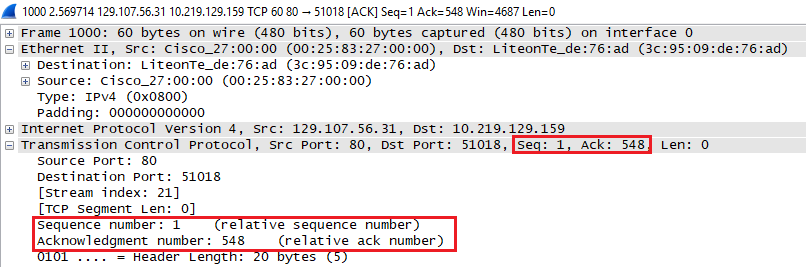 1000 2.569714 129.107.56.31 10.219.129.159 TCP 60 80 → 51018 [ACK] Seq=1 Ack=548 Win=4687 Len=0
Frame 1000: 60 bytes on wire (480 bits), 60 bytes captured (480 bits) on interface 0
Ethernet II, Src: Cisco_27:00:00 (00:25:83:27:00:00), Dst: LiteonTe_de:76:ad (3c:95:09:de:76:ad)
Destination: LiteonTe_de:76:ad (3c:95:09:de:76:ad)
Source: Cisco_27:00:00 (00:25:83:27:00:00)
Type: IPv4 (0x0800)
Padding: 000000000000
Internet Protocol Version 4, Src: 129.107.56.31, Dst: 10.219.129.159
Transmission Control Protocol, Src Port: 80, Dst Port: 51018, Seq: 1, Ack: 548, Len: 0
Source Port: 80
Destination Port: 51018
[Stream index: 21]
[TCP Segment Len: 0]
Sequence number: 1    (relative sequence number)
Acknowledgment number: 548    (relative ack number)
0101 .... = Header Length: 20 bytes (5)